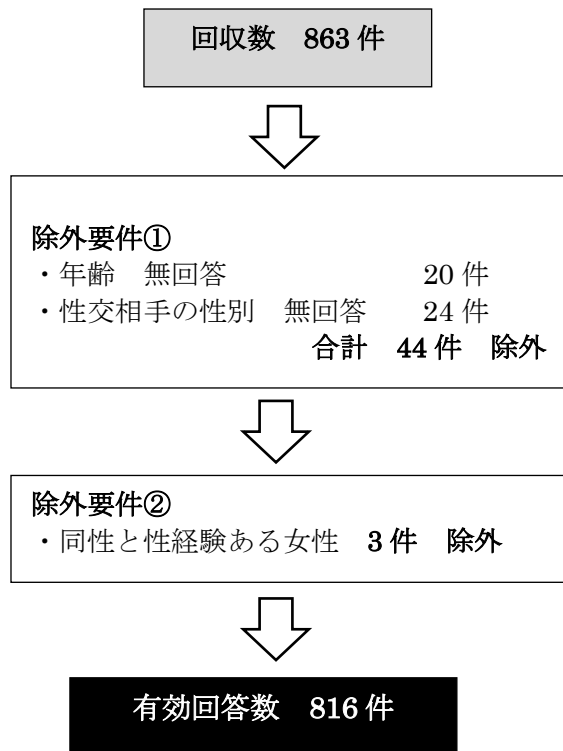 回収数　863 件
除外要件①
・年齢　無回答　20 件
・性交相手の性別　無回答　24 件
合計　44 件　除外
除外要件②
・同性と性経験ある女性　3 件　除外
有効回答数　816 件